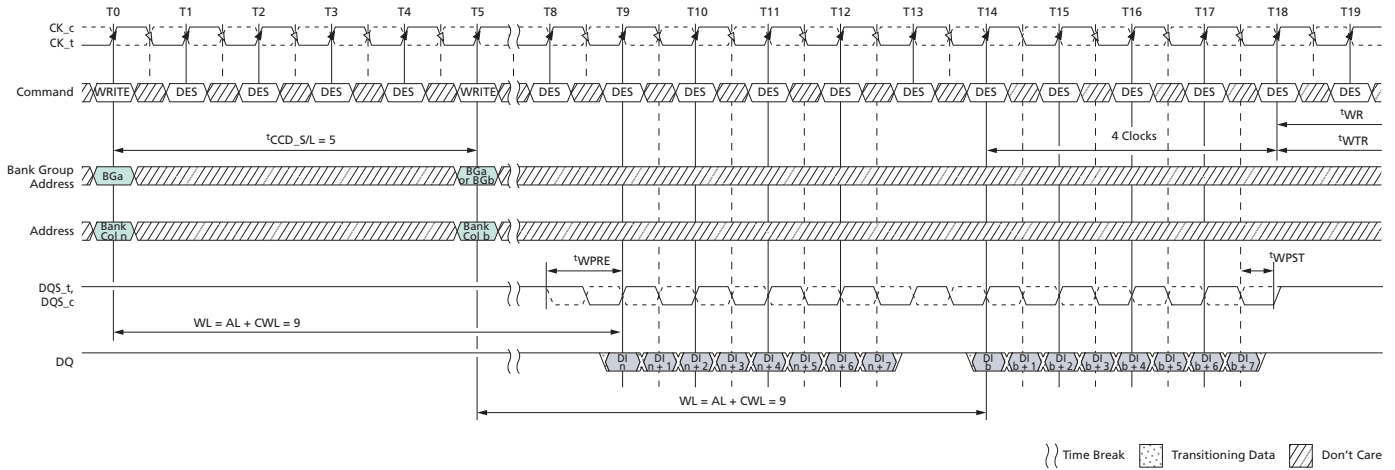 T0 T1 T2 T3 T4 T5 T8 T9 T10 T11 T12 T13 T14 T15 T16 T17 T18 T19
CK_c
CK_t
Command WRITE DES DES DES DES WRITE DES DES DES DES DES DES DES DES DES DES DES DES
tWR
tCCD_S/L = 5 4 Clocks
tWTR
Bank Group
Address BGa BGa
or BGb
Address Bank
Col n Bank
Col b
tWPRE tWPST
DQS_t,
DQS_c
WL = AL + CWL = 9
DQ DI
n DI
n + 1 DI
n + 2 DI
n + 3 DI
n + 4 DI
n + 5 DI
n + 6 DI
n + 7 DI
b DI
b + 1 DI
b + 2 DI
b + 3 DI
b + 4 DI
b + 5 DI
b + 6 DI
b + 7
WL = AL + CWL = 9
Time Break Transitioning Data Don't Care